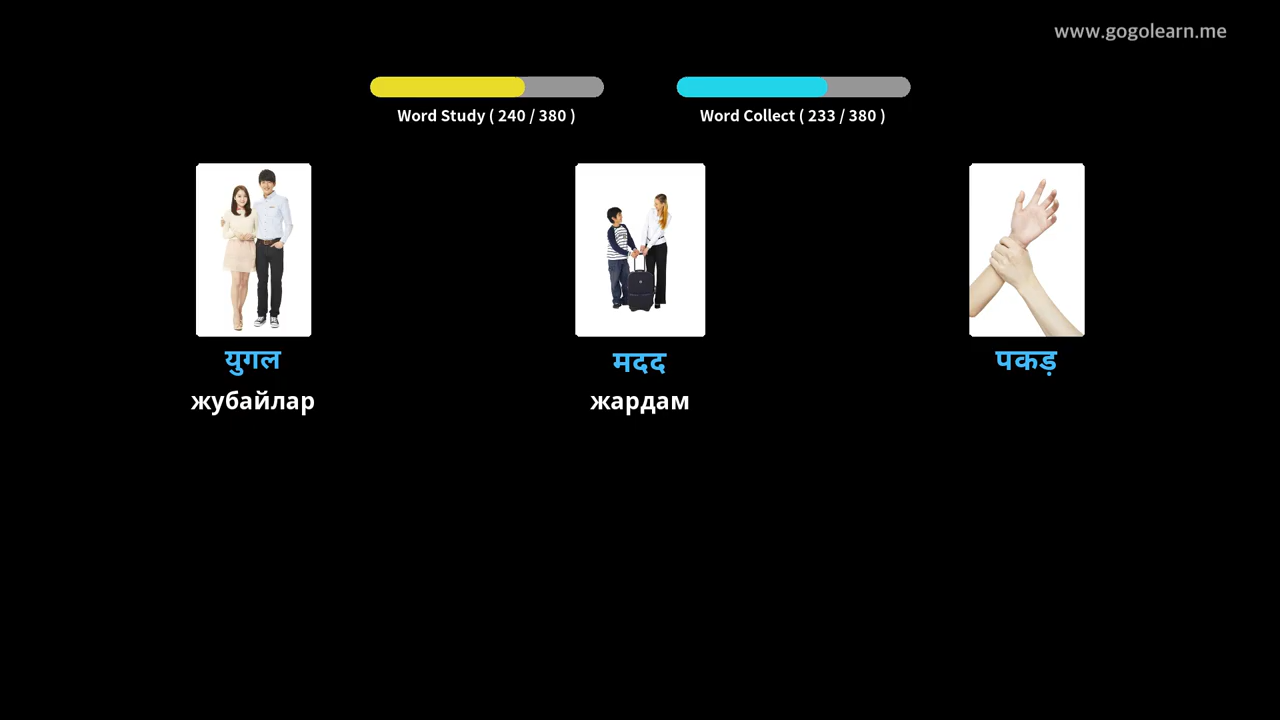 www.gogolearn.me
Word Study ( 240 / 380 )
Word Collect ( 233 / 380 )
युगल
मदद
पकड़
жубайлар
жардам